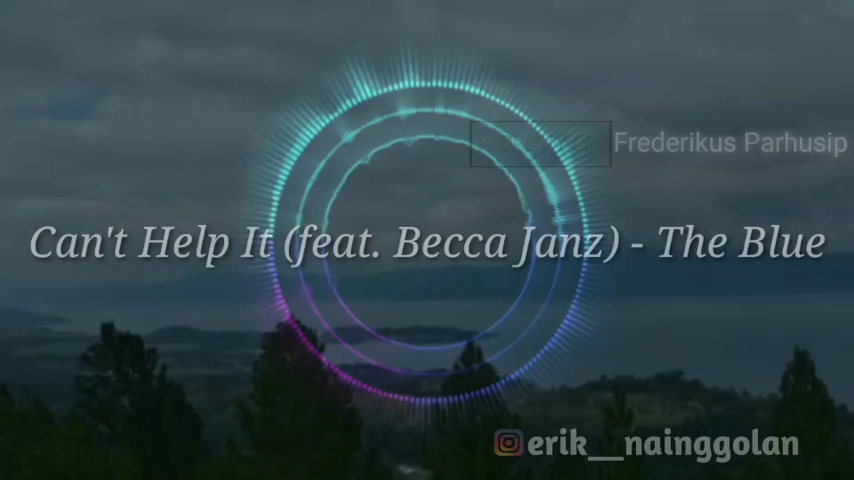 Frederikus Parhusip
Can't Help It (feat. Becca Janz) - The Blue
erik__nainggolan